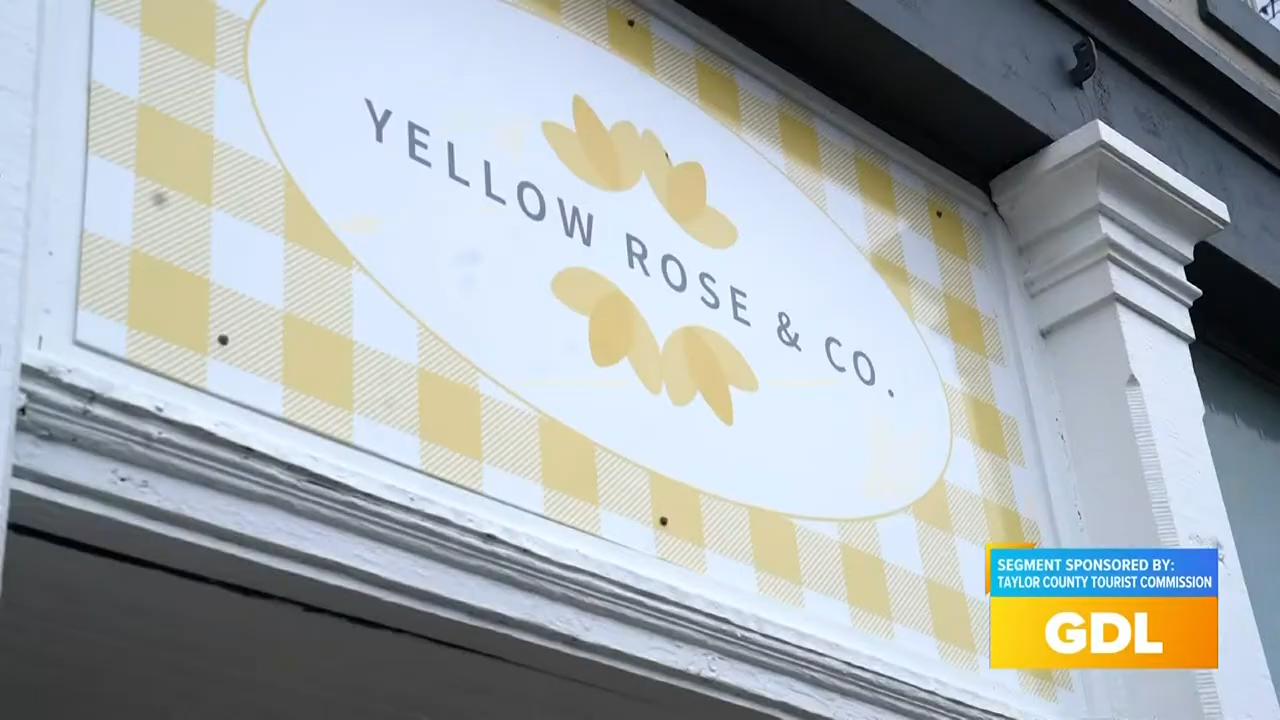 YELLOW ROSE & CO.
SEGMENT SPONSORED BY:
TAYLOR COUNTY TOURIST COMMISSION
GDL